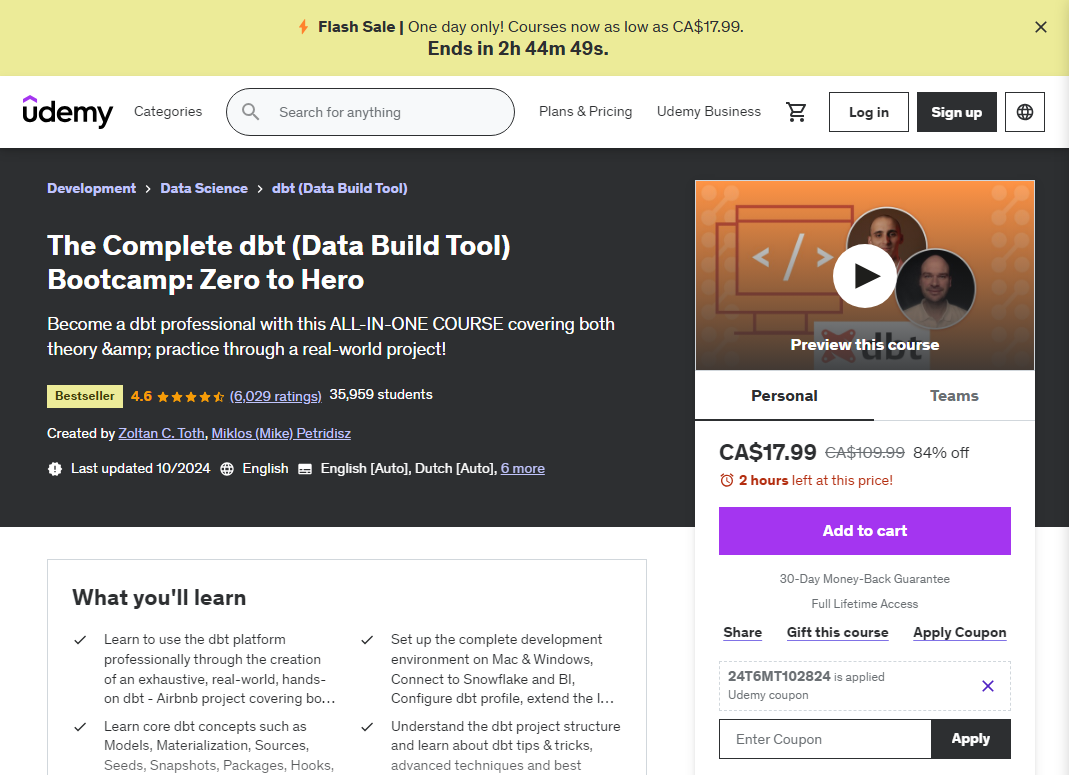 Flash Sale | One day only! Courses now as low as CA$17.99.
Ends in 2h 44m 49s.
udemy
Categories
Search for anything
Plans & Pricing
Udemy Business
Log in
Sign up
Development > Data Science > dbt (Data Build Tool)
The Complete dbt (Data Build Tool)
Bootcamp: Zero to Hero
Become a dbt professional with this ALL-IN-ONE COURSE covering both
theory &amp; practice through a real-world project!
Bestseller 4.6 (6,029 ratings) 35,959 students
Created by Zoltan C. Toth, Miklos (Mike) Petridisz
Last updated 10/2024 English English [Auto], Dutch [Auto], 6 more
</>
dbt
Preview this course
Personal
Teams
CA$17.99 CA$109.99 84% off
2 hours left at this price!
Add to cart
30-Day Money-Back Guarantee
Full Lifetime Access
Share
Gift this course
Apply Coupon
24T6MT102824 is applied
Udemy coupon
Enter Coupon
Apply
What you'll learn
Learn to use the dbt platform
professionally through the creation
of an exhaustive, real-world, hands-
on dbt - Airbnb project covering bo…
Set up the complete development
environment on Mac & Windows,
Connect to Snowflake and BI,
Configure dbt profile, extend the I…
Learn core dbt concepts such as
Models, Materialization, Sources,
Seeds, Snapshots, Packages, Hooks,
Understand the dbt project structure
and learn about dbt tips & tricks,
advanced techniques and best